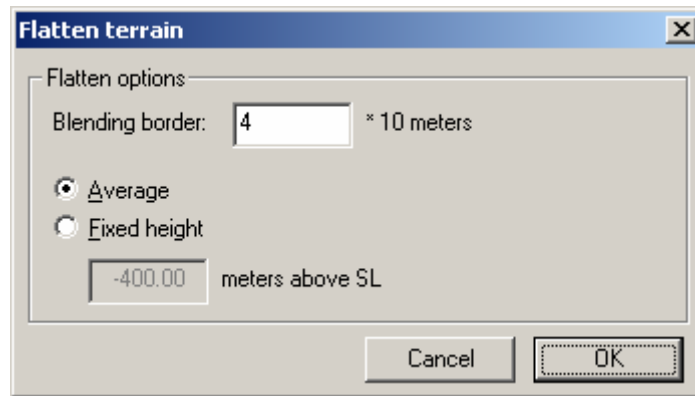 Flatten terrain
Flatten options
Blending border: 4 * 10 meters
Average
Fixed height
-400.00 meters above SL
Cancel OK